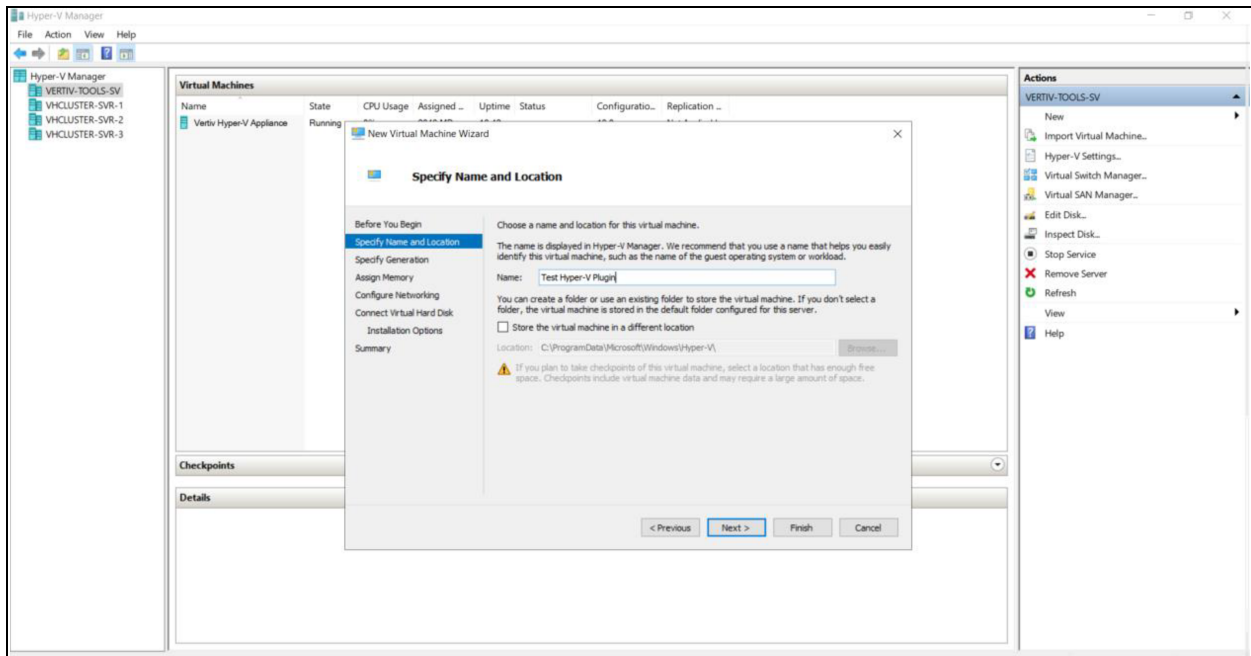 Hyper-V Manager
File Action View Help
Hyper-V Manager
VERTIV-TOOLS-SV
VHCLUSTER-SVR-1
VHCLUSTER-SVR-2
VHCLUSTER-SVR-3
Virtual Machines
Name State CPU Usage Assigned ... Uptime Status Configuratio... Replication ...
Vertiv Hyper-V Appliance Running
New Virtual Machine Wizard
Specify Name and Location
Before You Begin
Specify Name and Location
Specify Generation
Assign Memory
Configure Networking
Connect Virtual Hard Disk
Installation Options
Summary
Choose a name and location for this virtual machine.
The name is displayed in Hyper-V Manager. We recommend that you use a name that helps you easily
identify this virtual machine, such as the name of the guest operating system or workload.
Name: Test Hyper-V Plugin
You can create a folder or use an existing folder to store the virtual machine. If you don't select a
folder, the virtual machine is stored in the default folder configured for this server.
Store the virtual machine in a different location
Location: C:\ProgramData\Microsoft\Windows\Hyper-V\ Browse...
If you plan to take checkpoints of this virtual machine, select a location that has enough free
space. Checkpoints include virtual machine data and may require a large amount of space.
< Previous Next > Finish Cancel
Checkpoints
Details
Actions
VERTIV-TOOLS-SV
New
Import Virtual Machine...
Hyper-V Settings...
Virtual Switch Manager...
Virtual SAN Manager...
Edit Disk...
Inspect Disk...
Stop Service
Remove Server
Refresh
View
Help